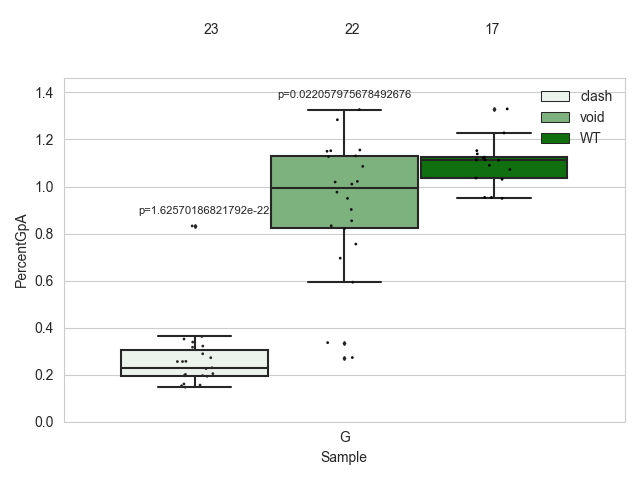 23 22 17
1.4
1.2
1.0
0.8
0.6
0.4
0.2
0.0
PercentGpA
p=1.62570186821792e-22
p=0.022057975678492676
clash
void
WT
G
Sample